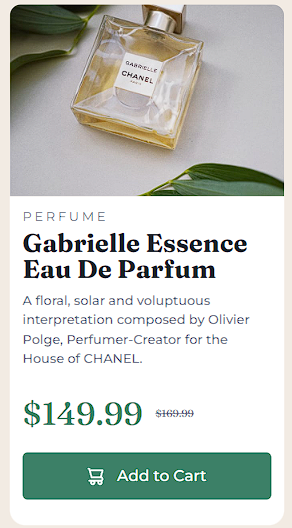 GABRIELLE
CHANEL
PARIS
PERFUME
Gabrielle Essence
Eau De Parfum
A floral, solar and voluptuous
interpretation composed by Olivier
Polge, Perfumer-Creator for the
House of CHANEL.
$149.99 $169.99
Add to Cart